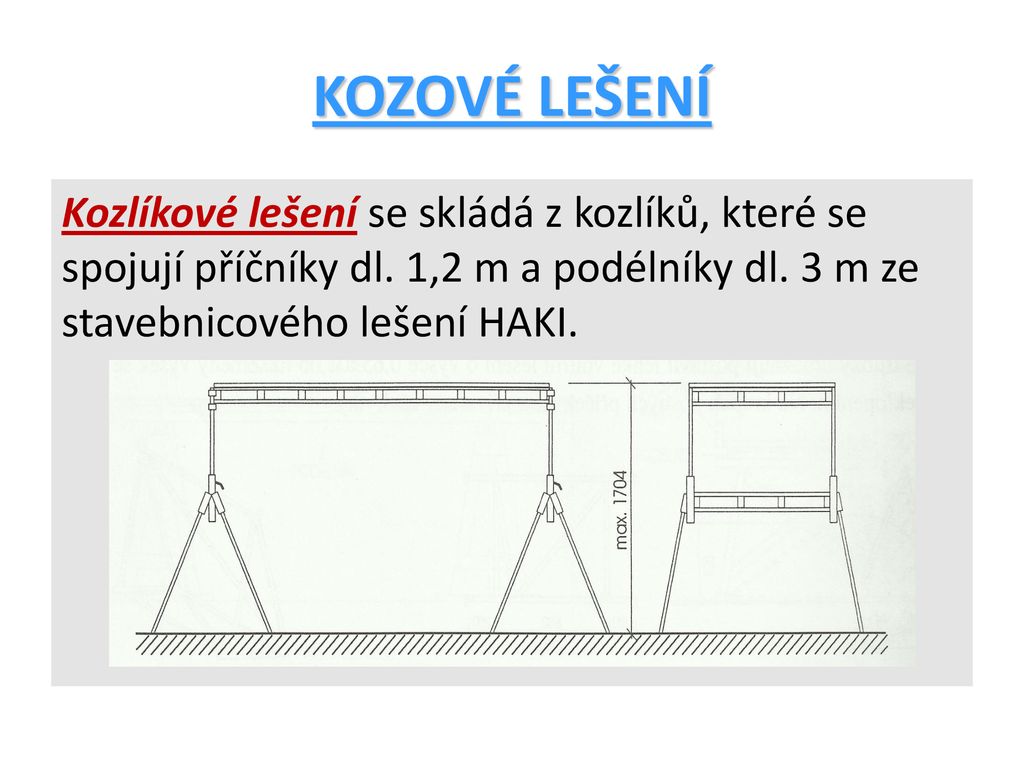 KOZOVÉ LEŠENÍ
Kozlíkové lešení se skládá z kozlíků, které se
spojují příčníky dl. 1,2 m a podélníky dl. 3 m ze
stavebnicového lešení HAKI.
max. 1704